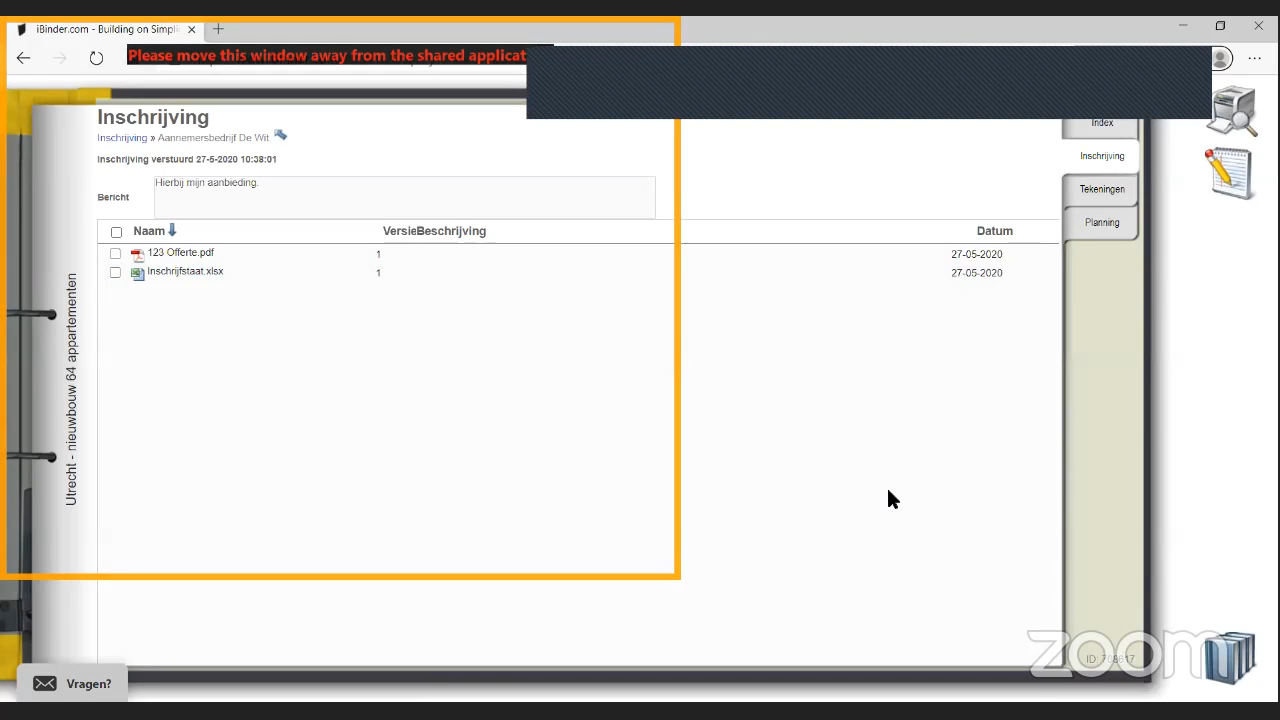 iBinder.com - Building on Simpli
Please move this window away from the shared applicat
Inschrijving
Inschrijving » Aannemersbedrijf De Wit
Inschrijving verstuurd 27-5-2020 10:38:01
Bericht
Hierbij mijn aanbieding.
Naam Versie Beschrijving Datum
123 Offerte.pdf 1 27-05-2020
Inschrijfstaat.xlsx 1 27-05-2020
Utrecht - nieuwbouw 64 appartementen
Index
Inschrijving
Tekeningen
Planning
zoom
Vragen?